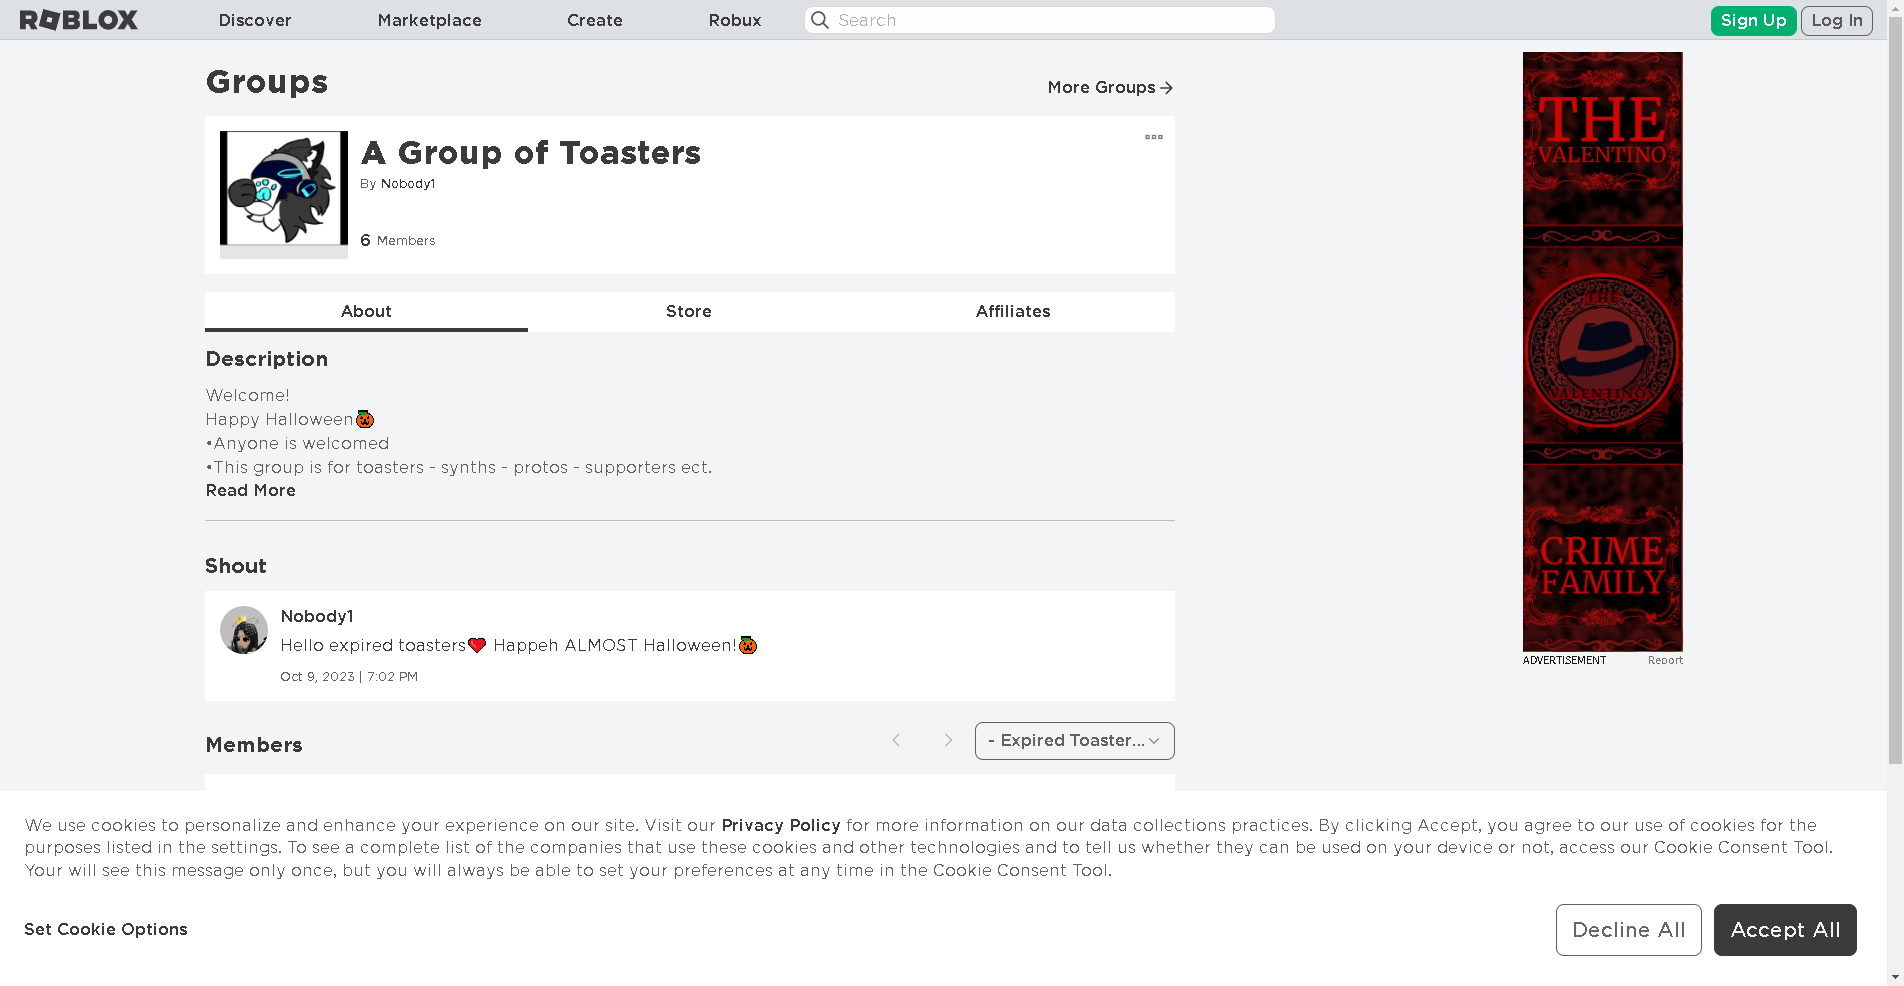 ROBLOX
Discover
Marketplace
Create
Robux
Search
Sign Up
Log In
Groups
More Groups
A Group of Toasters
By Nobody1
6 Members
About
Store
Affiliates
Description
Welcome!
Happy Halloween🎃
•Anyone is welcomed
•This group is for toasters - synths - protos - supporters ect.
Read More
Shout
Nobody1
Hello expired toasters❤️ Happeh ALMOST Halloween!🎃
Oct 9, 2023 | 7:02 PM
Members
- Expired Toaster...
THE
VALENTINO
THE
VALENTINOS
CRIME
FAMILY
ADVERTISEMENT
Report
We use cookies to personalize and enhance your experience on our site. Visit our Privacy Policy for more information on our data collections practices. By clicking Accept, you agree to our use of cookies for the
purposes listed in the settings. To see a complete list of the companies that use these cookies and other technologies and to tell us whether they can be used on your device or not, access our Cookie Consent Tool.
Your will see this message only once, but you will always be able to set your preferences at any time in the Cookie Consent Tool.
Set Cookie Options
Decline All
Accept All